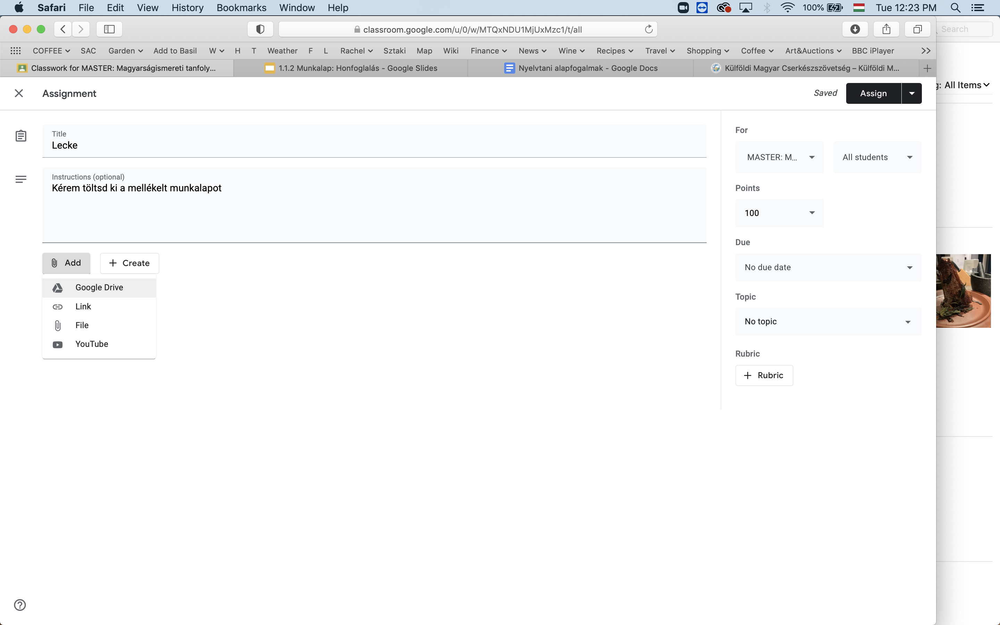 Safari File Edit View History Bookmarks Window Help 100% Tue 12:23 PM
classroom.google.com/u/0/w/MTQxNDU1MjUxMzc1/t/all
Search
COFFEE SAC Garden Add to Basil W H T Weather F L Rachel Sztaki Map Wiki Finance News Wine Recipes Travel Shopping Coffee Art&Auctions BBC iPlayer
Classwork for MASTER: Magyarságismereti tanfoly... 1.1.2 Munkalap: Honfoglalás - Google Slides Nyelvtani alapfogalmak - Google Docs Külföldi Magyar Cserkészszövetség – Külföldi M...
: All Items
Assignment Saved Assign
Title
Lecke
Instructions (optional)
Kérem töltsd ki a mellékelt munkalapot
Add + Create
Google Drive
Link
File
YouTube
For
MASTER: M... All students
Points
100
Due
No due date
Topic
No topic
Rubric
+ Rubric